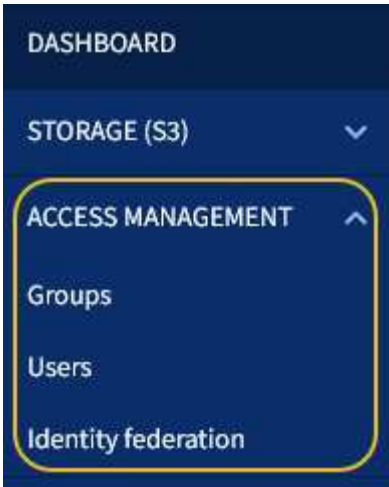 DASHBOARD
STORAGE (S3)
ACCESS MANAGEMENT
Groups
Users
Identity federation